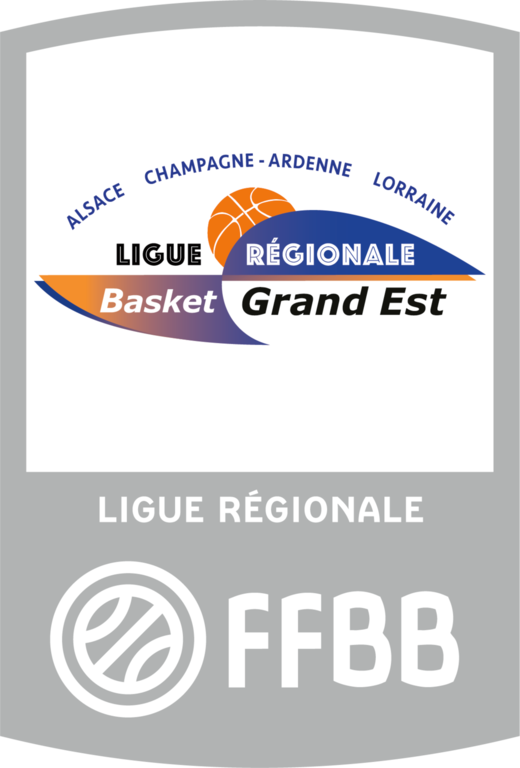 ALSACE CHAMPAGNE-ARDENNE LORRAINE
LIGUE RÉGIONALE
Basket Grand Est
LIGUE RÉGIONALE
FFBB